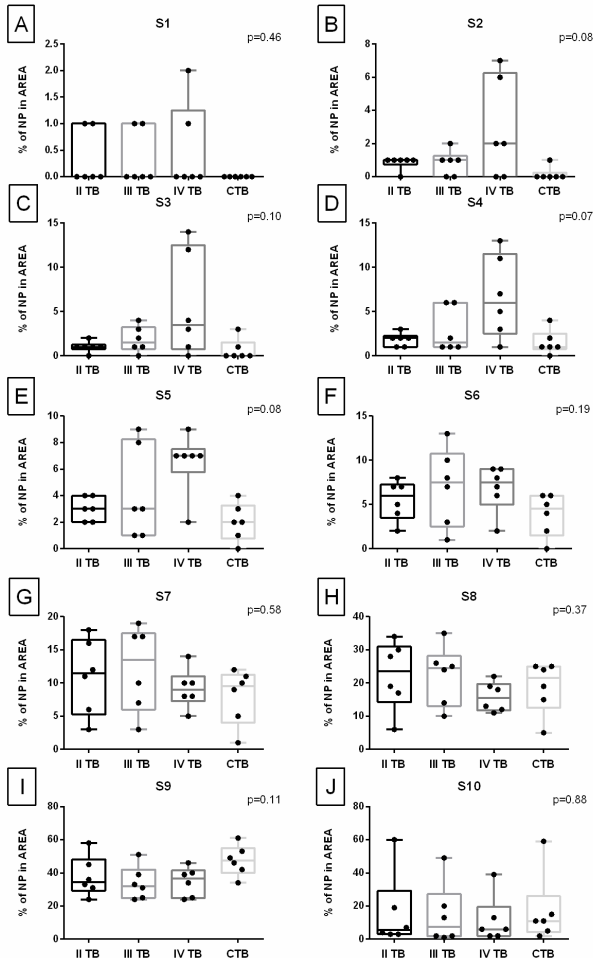 A
S1
p=0.46
% of NP in AREA
2.5
2.0
1.5
1.0
0.5
0.0
II TB III TB IV TB CTB
B
S2
p=0.08
% of NP in AREA
8
6
4
2
0
II TB III TB IV TB CTB
C
S3
p=0.10
% of NP in AREA
15
10
5
0
II TB III TB IV TB CTB
D
S4
p=0.07
% of NP in AREA
15
10
5
0
II TB III TB IV TB CTB
E
S5
p=0.08
% of NP in AREA
10
8
6
4
2
0
II TB III TB IV TB CTB
F
S6
p=0.19
% of NP in AREA
15
10
5
0
II TB III TB IV TB CTB
G
S7
p=0.58
% of NP in AREA
20
15
10
5
0
II TB III TB IV TB CTB
H
S8
p=0.37
% of NP in AREA
40
30
20
10
0
II TB III TB IV TB CTB
I
S9
p=0.11
% of NP in AREA
80
60
40
20
0
II TB III TB IV TB CTB
J
S10
p=0.88
% of NP in AREA
80
60
40
20
0
II TB III TB IV TB CTB